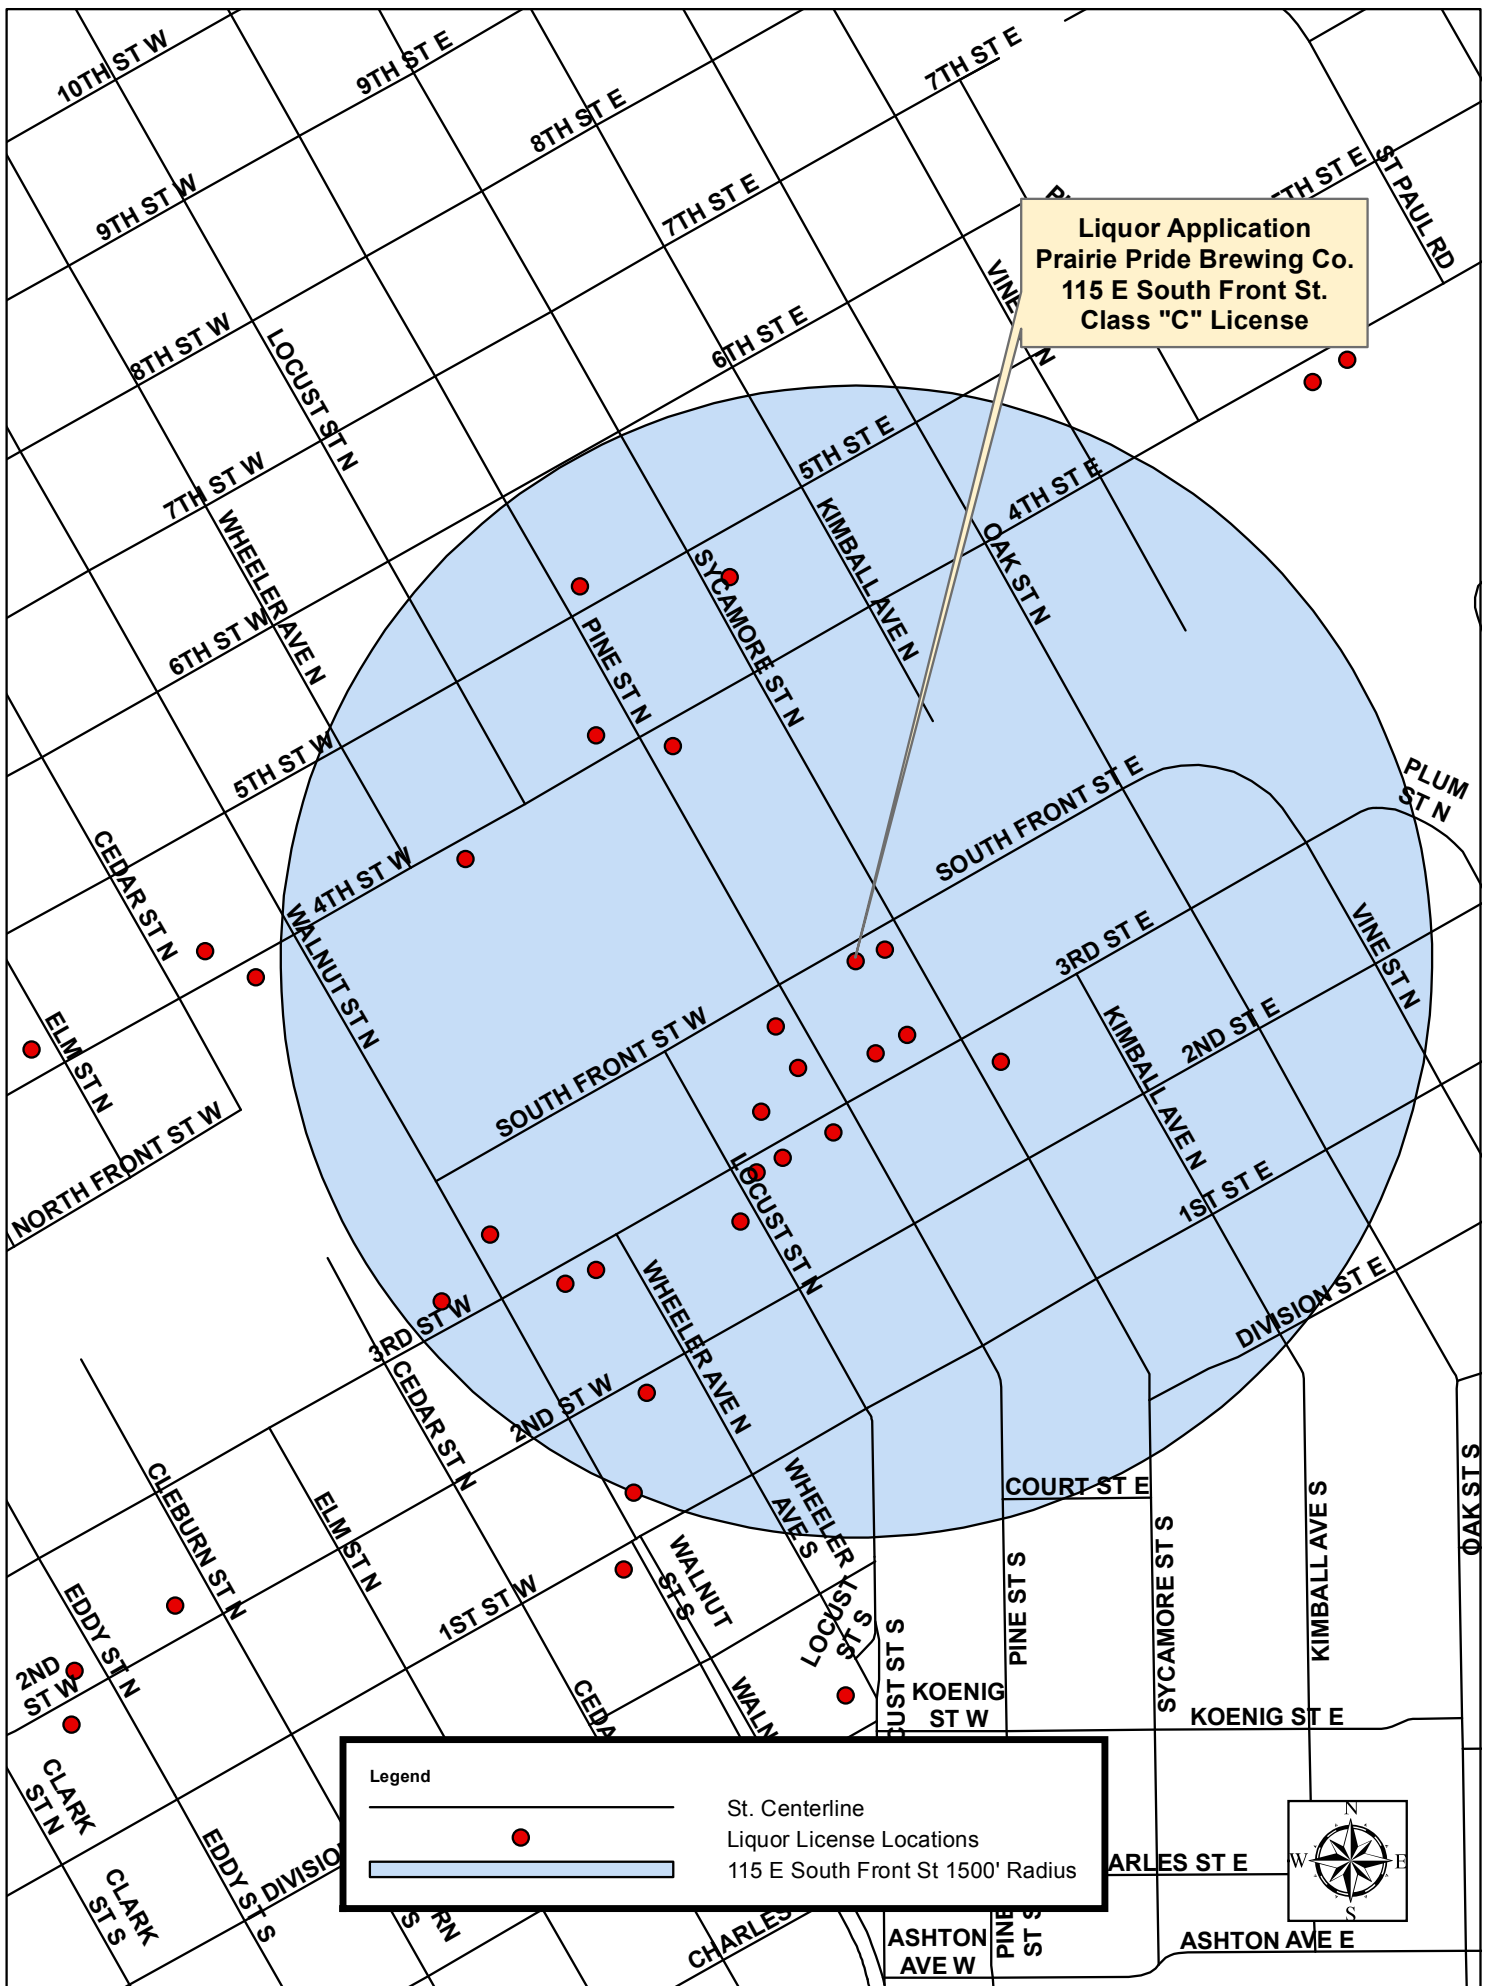 10TH ST W
9TH ST E
7TH ST E
8TH ST E
9TH ST W
7TH ST E
ST PAUL RD
Liquor Application
Prairie Pride Brewing Co.
115 E South Front St.
Class "C" License
8TH ST W
LOCUST ST N
6TH ST E
7TH ST W
5TH ST E
4TH ST E
WHEELER AVE N
KIMBALL AVE N
OAK ST N
SYCAMORE ST N
PINE ST N
6TH ST W
5TH ST W
SOUTH FRONT ST E
PLUM
ST N
CEDAR ST N
4TH ST W
WALNUT ST N
3RD ST E
VINE ST N
ELM ST N
SOUTH FRONT ST W
2ND ST E
KIMBALL AVE N
NORTH FRONT ST W
LOCUST ST N
1ST ST E
DIVISION ST E
WHEELER AVE N
3RD ST W
CEDAR ST N
2ND ST W
CLEBURN ST N
ELM ST N
WHEELER
AVE S
COURT ST E
OAK ST S
KIMBALL AVE S
SYCAMORE ST S
PINE ST S
WALNUT
ST S
1ST ST W
LOCUST
ST S
EDDY ST N
2ND
ST W
KOENIG
ST W
KOENIG ST E
CLARK
ST N
Legend
St. Centerline
Liquor License Locations
115 E South Front St 1500' Radius
N
W
E
S
EDDY ST S
CLARK
ST S
CHARLES
ASHTON
AVE W
PINE
ST S
ASHTON AVE E